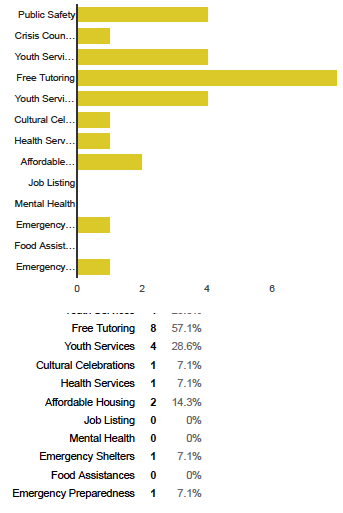 Public Safety
Crisis Coun...
Youth Servi...
Free Tutoring
Youth Servi...
Cultural Cel...
Health Serv...
Affordable...
Job Listing
Mental Health
Emergency...
Food Assist...
Emergency...
0 2 4 6
Free Tutoring 8 57.1%
Youth Services 4 28.6%
Cultural Celebrations 1 7.1%
Health Services 1 7.1%
Affordable Housing 2 14.3%
Job Listing 0 0%
Mental Health 0 0%
Emergency Shelters 1 7.1%
Food Assistances 0 0%
Emergency Preparedness 1 7.1%